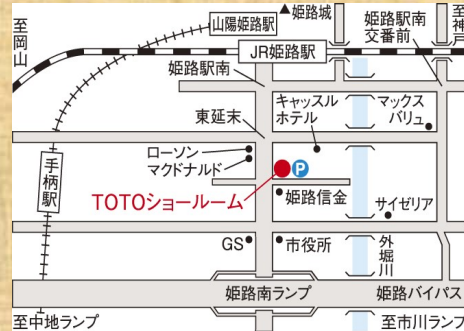 山陽姫路駅
▲姫路城
姫路駅南
交番前
至神戸
至岡山
JR姫路駅
姫路駅南
キャッスル
ホテル
マックス
バリュ
東延末
ローソン
マクドナルド
手柄駅
P
TOTOショールーム
姫路信金
サイゼリア
GS
市役所
外堀川
姫路南ランプ
姫路バイパス
至中地ランプ
至市川ランプ